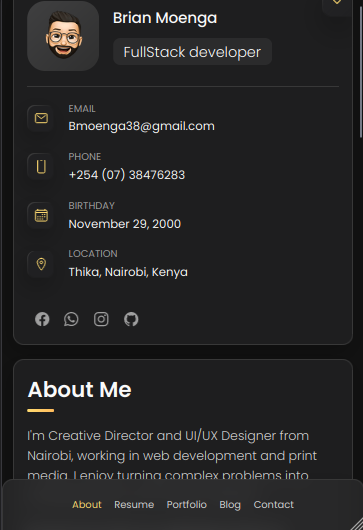 Brian Moenga
FullStack developer
EMAIL
Bmoenga38@gmail.com
PHONE
+254 (07) 38476283
BIRTHDAY
November 29, 2000
LOCATION
Thika, Nairobi, Kenya
About Me
I'm Creative Director and UI/UX Designer from
Nairobi, working in web development and print
media. I enjoy turning complex problems into
About Resume Portfolio Blog Contact